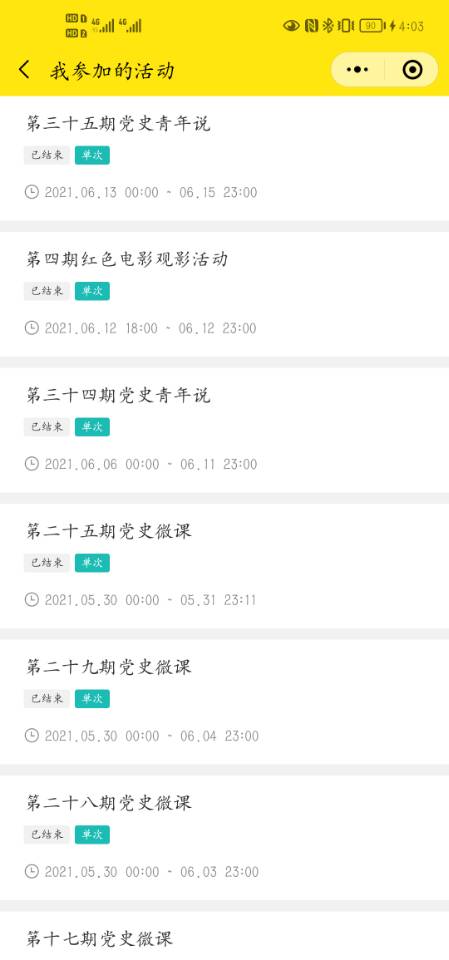 HD 1 4G 4G
HD 2
90 4:03
我参加的活动
第三十五期党史青年说
已结束 单次
2021.06.13 00:00 ~ 06.15 23:00
第四期红色电影观影活动
已结束 单次
2021.06.12 18:00 ~ 06.12 23:00
第三十四期党史青年说
已结束 单次
2021.06.06 00:00 ~ 06.11 23:00
第二十五期党史微课
已结束 单次
2021.05.30 00:00 ~ 05.31 23:11
第二十九期党史微课
已结束 单次
2021.05.30 00:00 ~ 06.04 23:00
第二十八期党史微课
已结束 单次
2021.05.30 00:00 ~ 06.03 23:00
第十七期党史微课